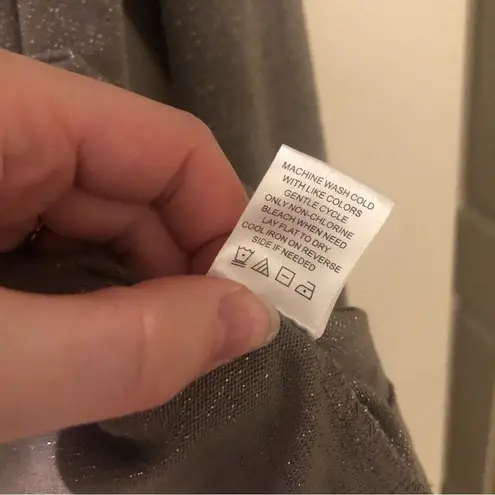 MACHINE WASH COLD
WITH LIKE COLORS
GENTLE CYCLE
ONLY NON-CHLORINE
BLEACH WHEN NEED
LAY FLAT TO DRY
COOL IRON ON REVERSE
SIDE IF NEEDED